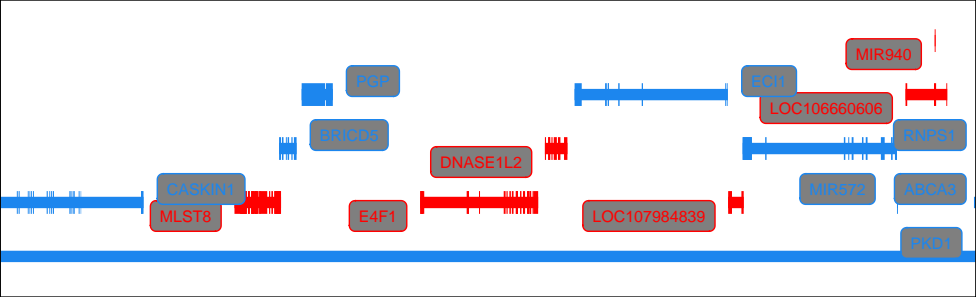 MIR940
PGP
ECI1
LOC106660606
BRICD5
RNPS1
DNASE1L2
CASKIN1
MIR572
ABCA3
MLST8
E4F1
LOC107984839
PKD1